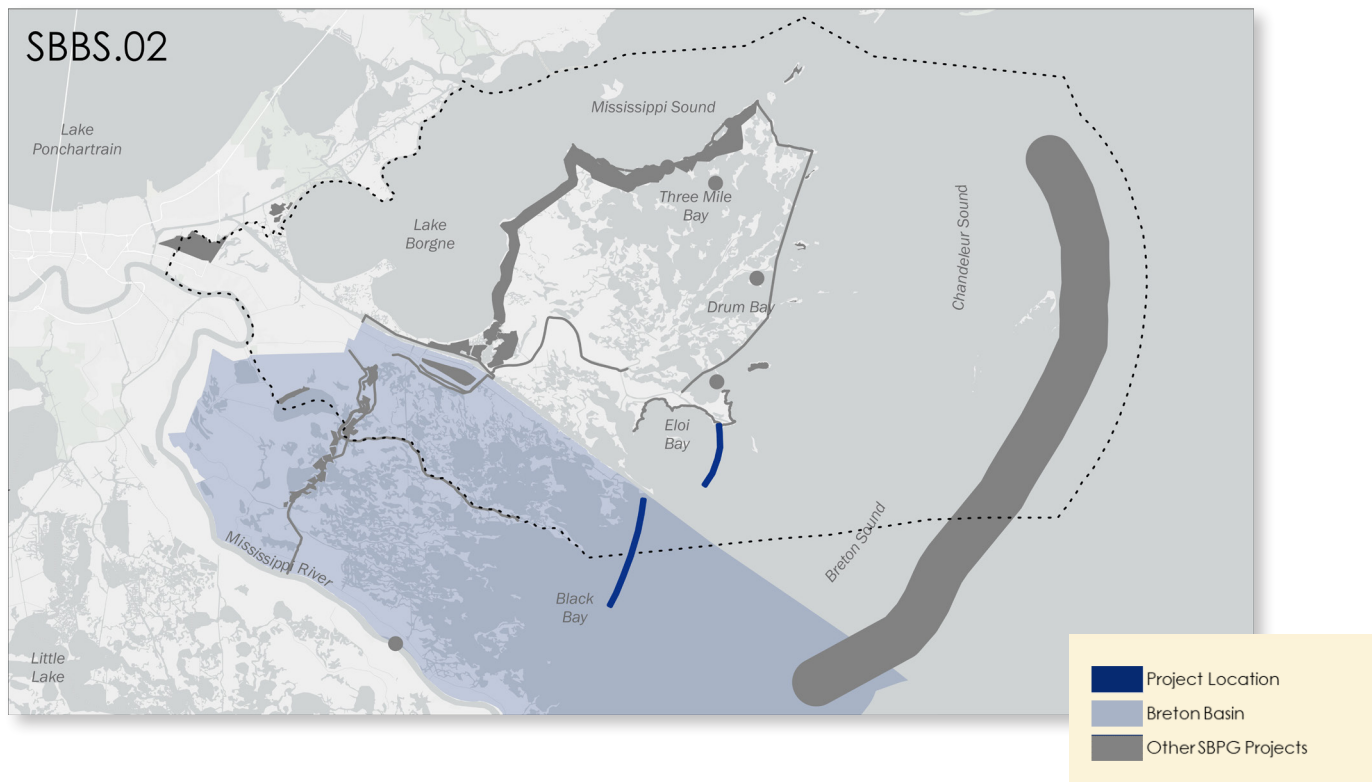 SBBS.02
Mississippi Sound
Lake
Ponchartrain
Three Mile
Bay
Lake
Borgne
Chandeleur Sound
Drum Bay
Eloi
Bay
Breton Sound
Mississippi River
Black
Bay
Little
Lake
Project Location
Breton Basin
Other SBPG Projects